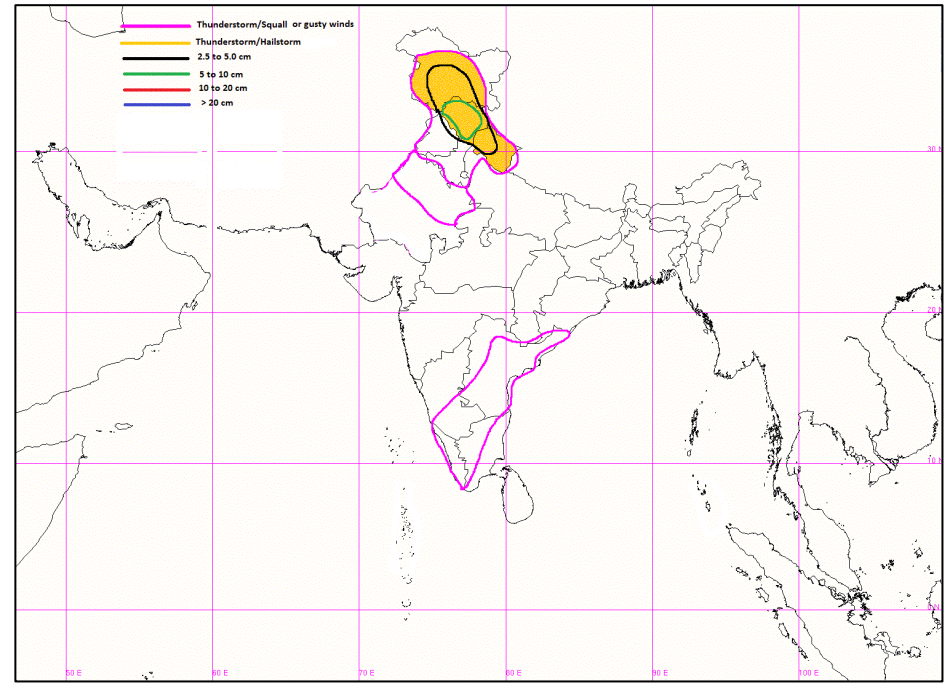 Thunderstorm/Squall or gusty winds
Thunderstorm/Hailstorm
2.5 to 5.0 cm
5 to 10 cm
10 to 20 cm
> 20 cm
30 N
20 N
10 N
50 E
60 E
70 E
80 E
90 E
100 E